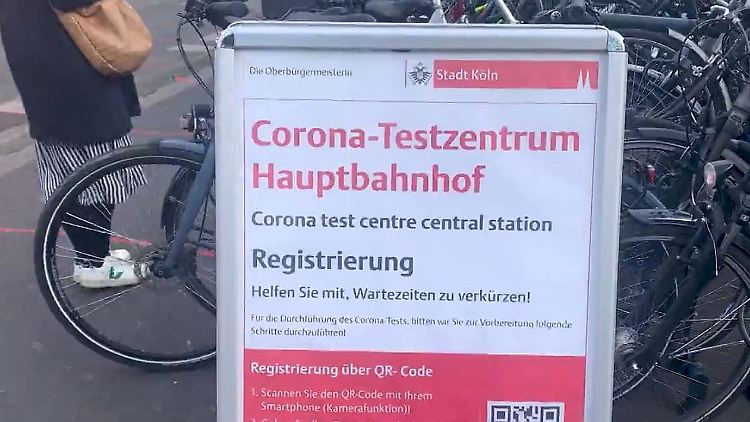 Die Oberbürgermeisterin
Stadt Köln
Corona-Testzentrum
Hauptbahnhof
Corona test centre central station
Registrierung
Helfen Sie mit, Wartezeiten zu verkürzen!
Für die Durchführung des Corona-Tests, bitten wir Sie zur Vorbereitung folgende
Schritte durchzuführen!
Registrierung über QR- Code
1. Scannen Sie den QR-Code mit Ihrem
Smartphone (Kamerafunktion)!